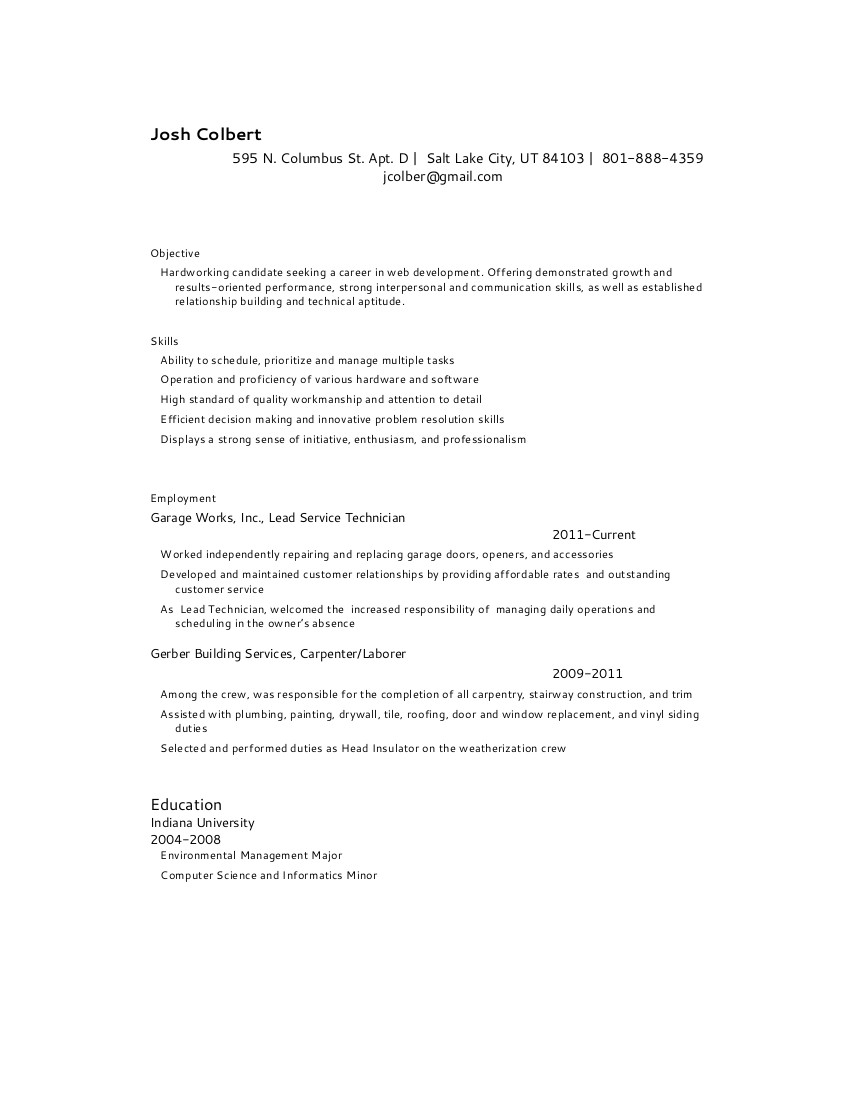 Josh Colbert
595 N. Columbus St. Apt. D | Salt Lake City, UT 84103 | 801-888-4359
jcolber@gmail.com
Objective
Hardworking candidate seeking a career in web development. Offering demonstrated growth and
results-oriented performance, strong interpersonal and communication skills, as well as established
relationship building and technical aptitude.
Skills
Ability to schedule, prioritize and manage multiple tasks
Operation and proficiency of various hardware and software
High standard of quality workmanship and attention to detail
Efficient decision making and innovative problem resolution skills
Displays a strong sense of initiative, enthusiasm, and professionalism
Employment
Garage Works, Inc., Lead Service Technician
2011-Current
Worked independently repairing and replacing garage doors, openers, and accessories
Developed and maintained customer relationships by providing affordable rates and outstanding
customer service
As Lead Technician, welcomed the increased responsibility of managing daily operations and
scheduling in the owner's absence
Gerber Building Services, Carpenter/Laborer
2009-2011
Among the crew, was responsible for the completion of all carpentry, stairway construction, and trim
Assisted with plumbing, painting, drywall, tile, roofing, door and window replacement, and vinyl siding
duties
Selected and performed duties as Head Insulator on the weatherization crew
Education
Indiana University
2004-2008
Environmental Management Major
Computer Science and Informatics Minor